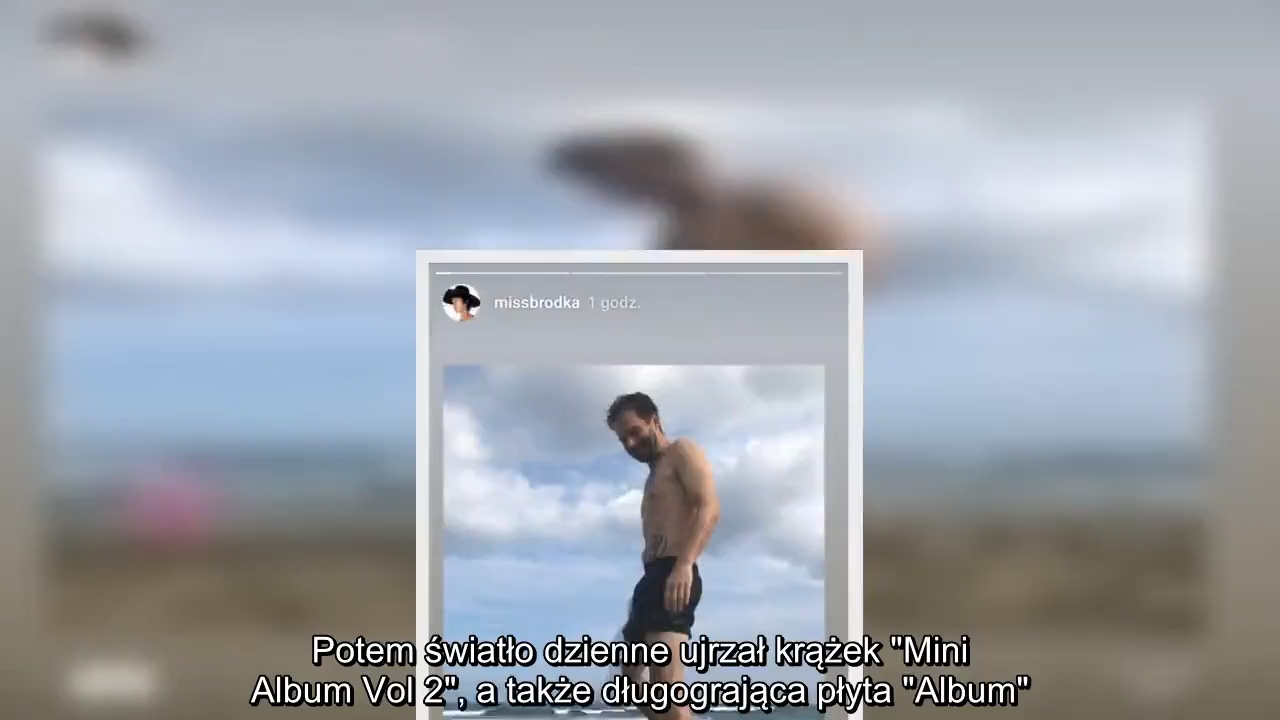 missbrodka 1 godz.
Potem światło dzienne ujrzał krążek "Mini
Album Vol 2", a także długogrająca płyta "Album"